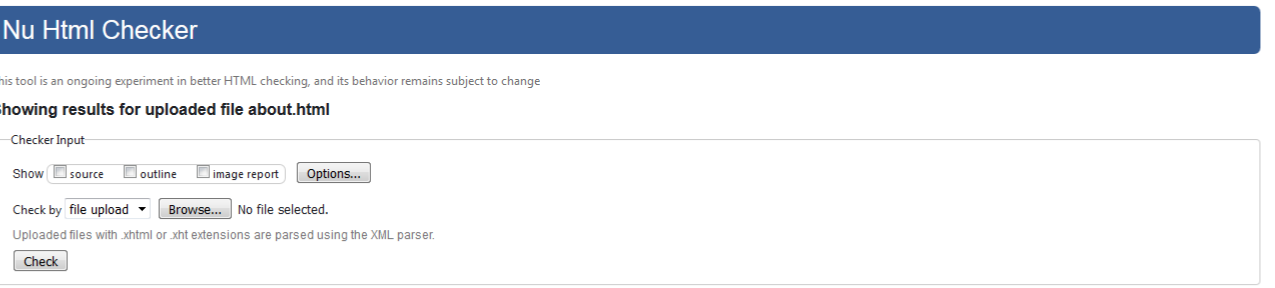 Nu Html Checker
his tool is an ongoing experiment in better HTML checking, and its behavior remains subject to change
howing results for uploaded file about.html
Checker Input
Show source outline image report Options...
Check by file upload Browse... No file selected.
Uploaded files with .xhtml or .xht extensions are parsed using the XML parser.
Check